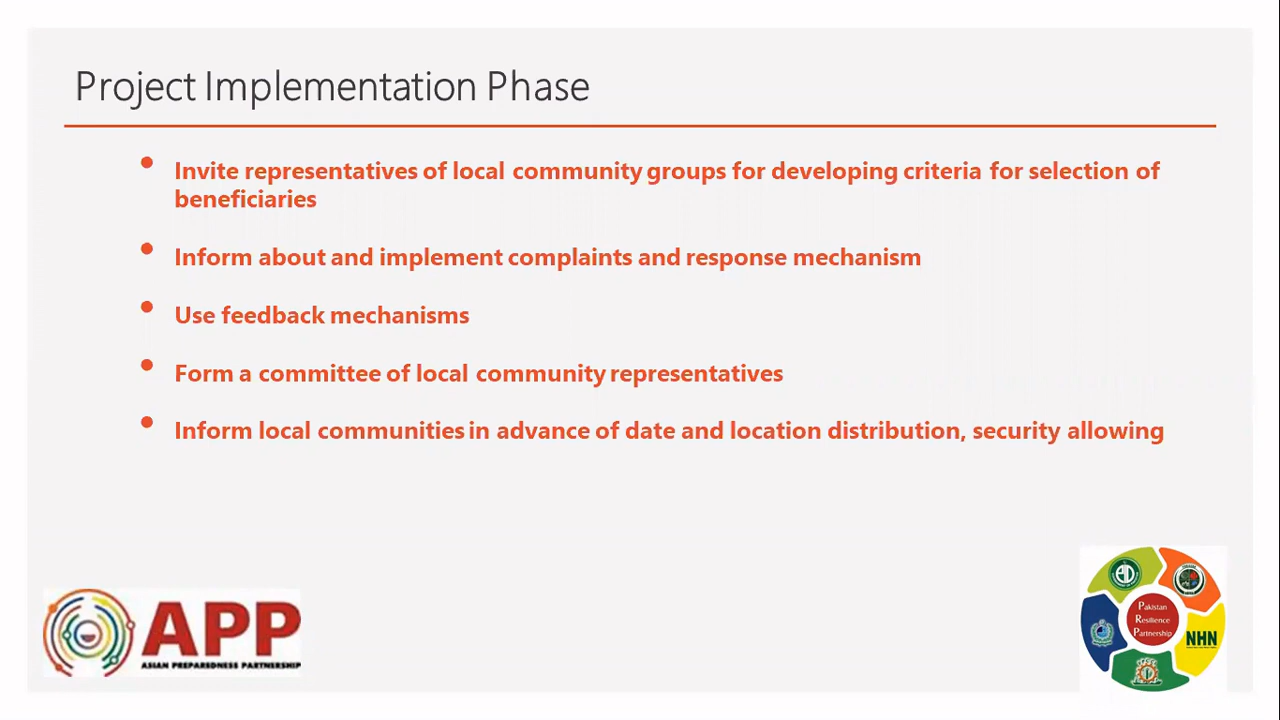 Project Implementation Phase
Invite representatives of local community groups for developing criteria for selection of
beneficiaries
Inform about and implement complaints and response mechanism
Use feedback mechanisms
Form a committee of local community representatives
Inform local communities in advance of date and location distribution, security allowing
APP
ASIAN PREPAREDNESS PARTNERSHIP
Pakistan
Resilience
Partnership
NHN